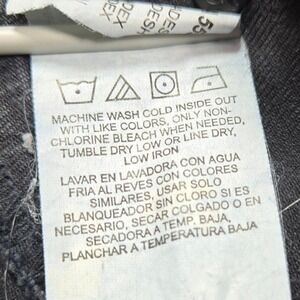 MACHINE WASH COLD INSIDE OUT
WITH LIKE COLORS, ONLY NON-
CHLORINE BLEACH WHEN NEEDED,
TUMBLE DRY LOW OR LINE DRY,
LOW IRON
LAVAR EN LAVADORA CON AGUA
FRIA AL REVES CON COLORES
SIMILARES, USAR SOLO
BLANQUEADOR SIN CLORO SI ES
NECESARIO, SECAR COLGADO O EN
SECADORA A TEMP. BAJA,
PLANCHAR A TEMPERATURA BAJA